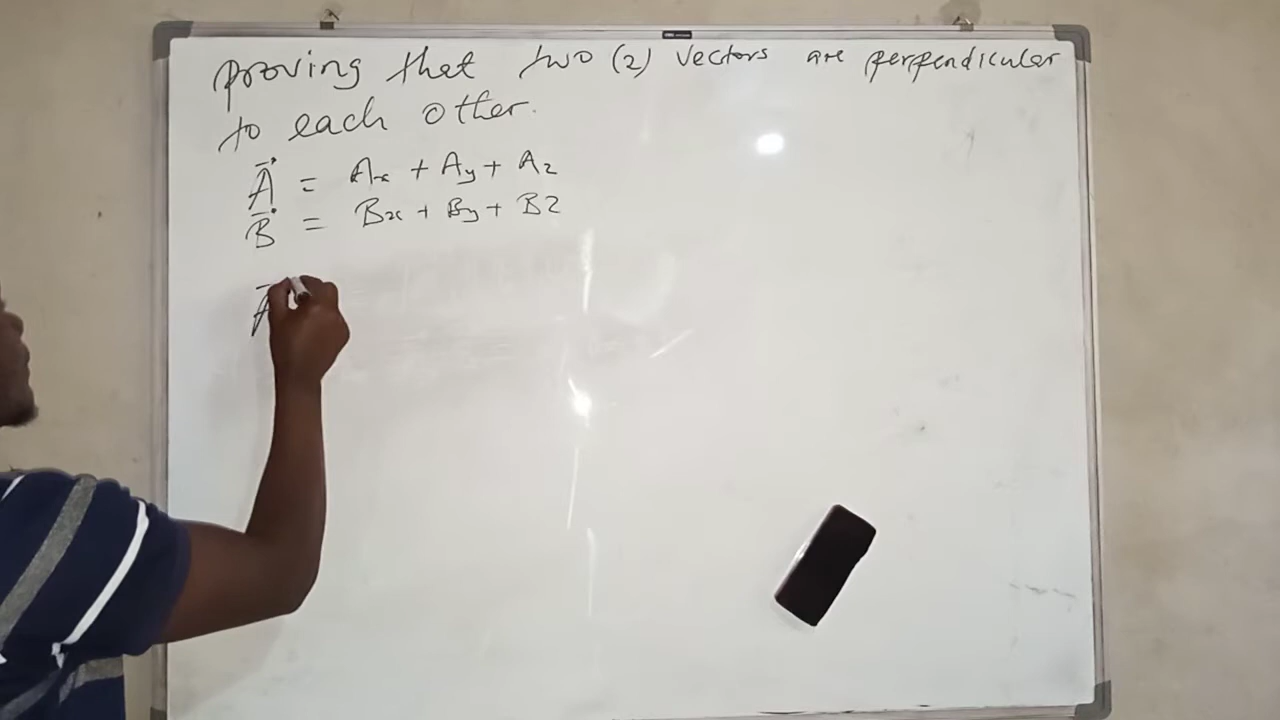 proving that two (2) vectors are perpendicular
to each other.
A⃗ = Ax + Ay + Az
B⃗ = Bx + By + BZ
A